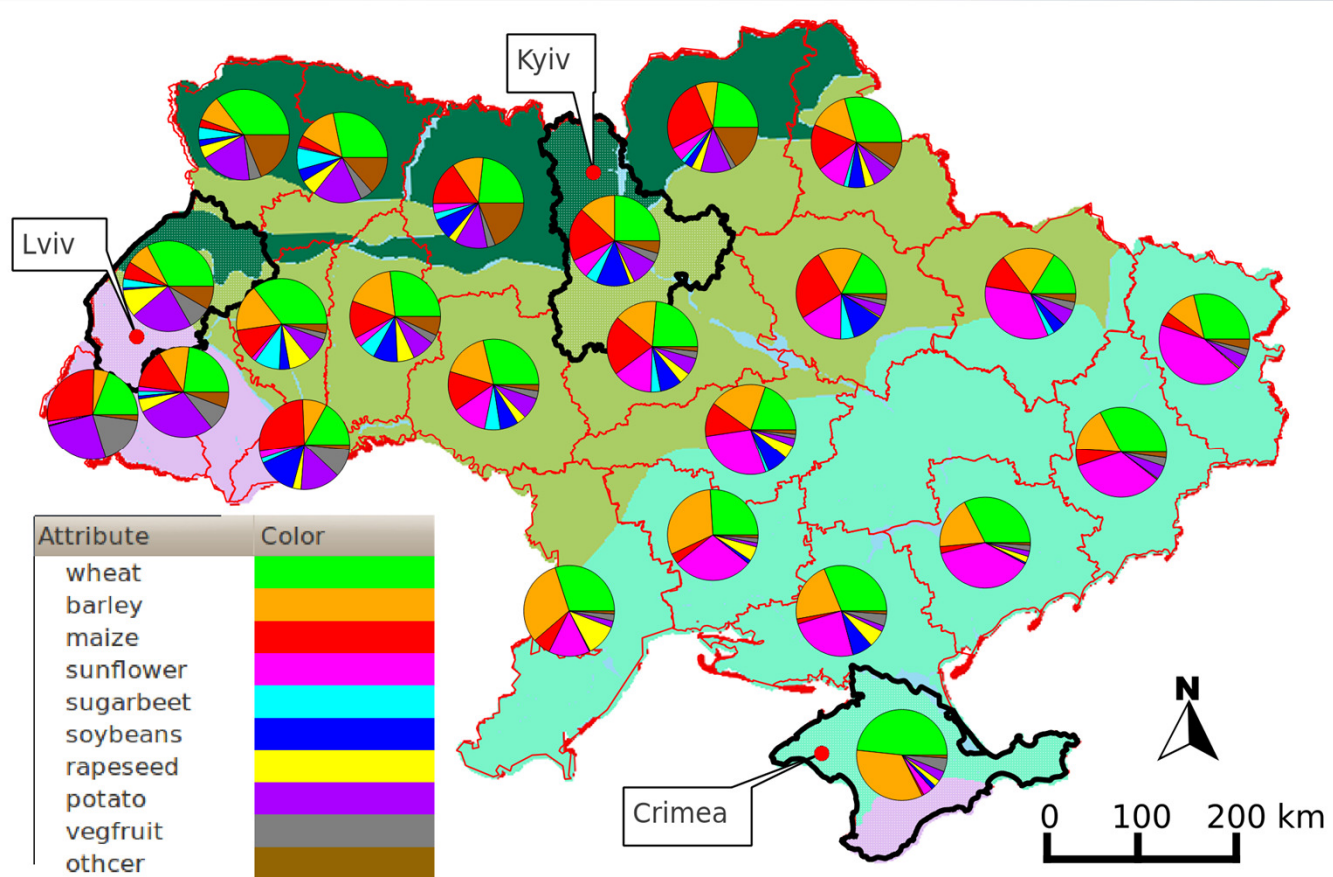 Kyiv
Lviv
Attribute Color
wheat
barley
maize
sunflower
sugarbeet
soybeans
rapeseed
potato
vegfruit
othcer
Crimea
N
0 100 200 km